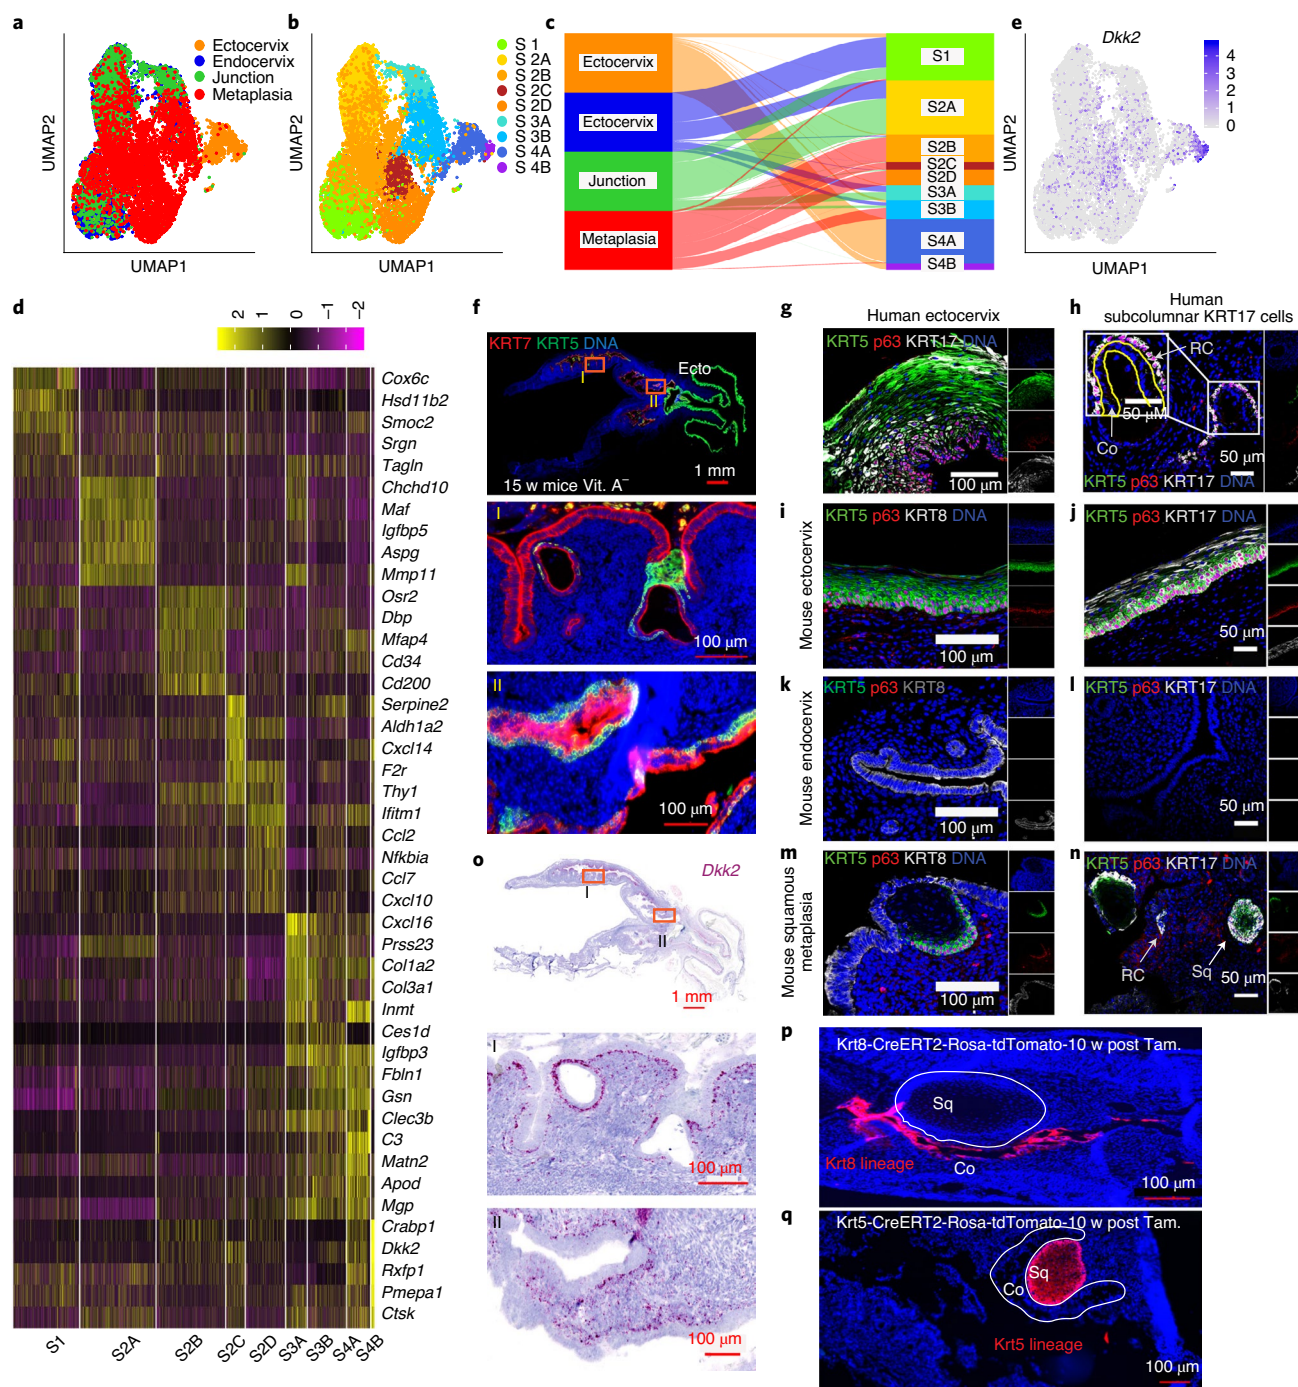 a
Ectocervix
Endocervix
Junction
Metaplasia
UMAP2
UMAP1
b
S 1
S 2A
S 2B
S 2C
S 2D
S 3A
S 3B
S 4A
S 4B
UMAP2
UMAP1
c
Ectocervix
Ectocervix
Junction
Metaplasia
S1
S2A
S2B
S2C
S2D
S3A
S3B
S4A
S4B
e
Dkk2
4
3
2
1
0
UMAP2
UMAP1
d
2
1
0
−1
−2
Cox6c
Hsd11b2
Smoc2
Srgn
Tagln
Chchd10
Maf
Igfbp5
Aspg
Mmp11
Osr2
Dbp
Mfap4
Cd34
Cd200
Serpine2
Aldh1a2
Cxcl14
F2r
Thy1
Ifitm1
Ccl2
Nfkbia
Ccl7
Cxcl10
Cxcl16
Prss23
Col1a2
Col3a1
Inmt
Ces1d
Igfbp3
Fbln1
Gsn
Clec3b
C3
Matn2
Apod
Mgp
Crabp1
Dkk2
Rxfp1
Pmepa1
Ctsk
S1
S2A
S2B
S2C
S2D
S3A
S3B
S4A
S4B
f
KRT7 KRT5 DNA
Ecto
I
II
1 mm
15 w mice Vit. A−
I
100 μm
II
100 μm
g
Human ectocervix
KRT5 p63 KRT17 DNA
100 μm
h
Human
subcolumnar KRT17 cells
RC
50 μM
Co
50 μm
KRT5 p63 KRT17 DNA
i
Mouse ectocervix
KRT5 p63 KRT8 DNA
100 μm
j
KRT5 p63 KRT17 DNA
50 μm
k
Mouse endocervix
KRT5 p63 KRT8
100 μm
l
KRT5 p63 KRT17 DNA
50 μm
m
Mouse squamous
metaplasia
KRT5 p63 KRT8 DNA
100 μm
n
KRT5 p63 KRT17 DNA
RC
Sq
50 μm
o
Dkk2
I
II
1 mm
I
100 μm
II
100 μm
p
Krt8-CreERT2-Rosa-tdTomato-10 w post Tam.
Sq
Krt8 lineage
Co
100 μm
q
Krt5-CreERT2-Rosa-tdTomato-10 w post Tam.
Sq
Co
Krt5 lineage
100 μm